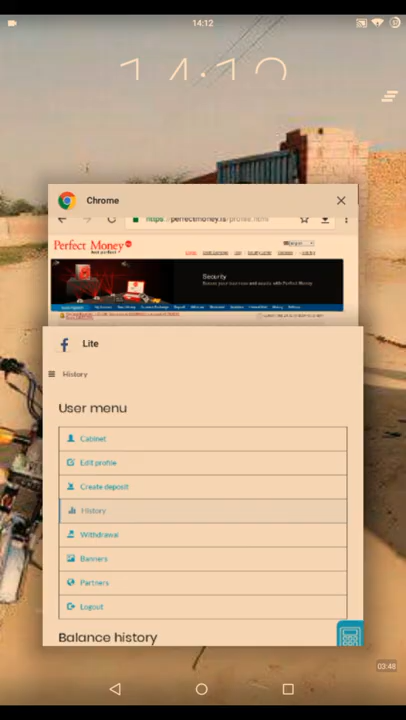 14:12
14:12
Chrome
https://perfectmoney.is/profile.html
Perfect Money
Security
Lite
History
User menu
Cabinet
Edit profile
Create deposit
History
Withdrawal
Banners
Partners
Logout
Balance history
03:48